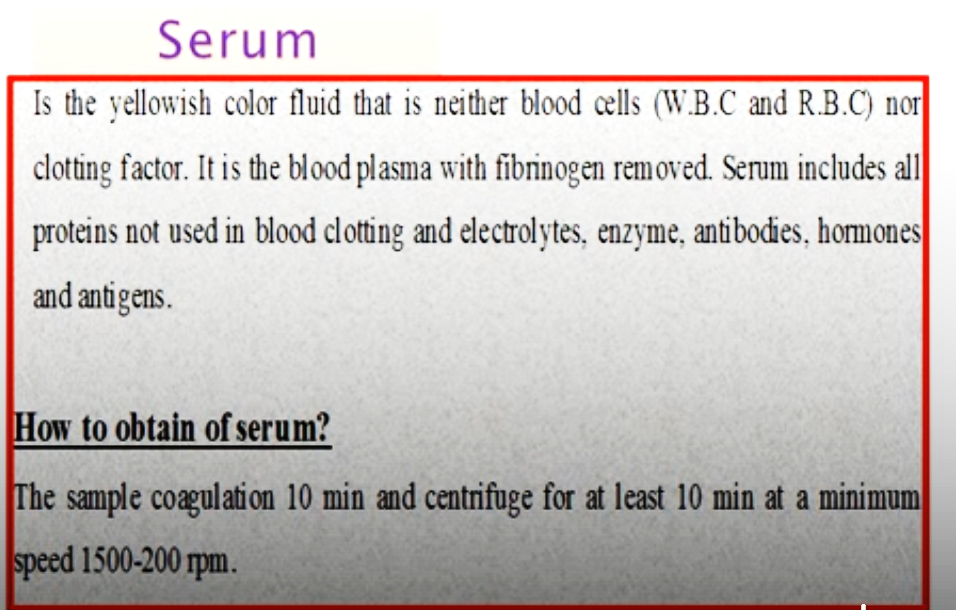 Serum
Is the yellowish color fluid that is neither blood cells (W.B.C and R.B.C) nor
clotting factor. It is the blood plasma with fibrinogen removed. Serum includes all
proteins not used in blood clotting and electrolytes, enzyme, antibodies, hormones
and antigens.
How to obtain of serum?
The sample coagulation 10 min and centrifuge for at least 10 min at a minimum
speed 1500-200 rpm.